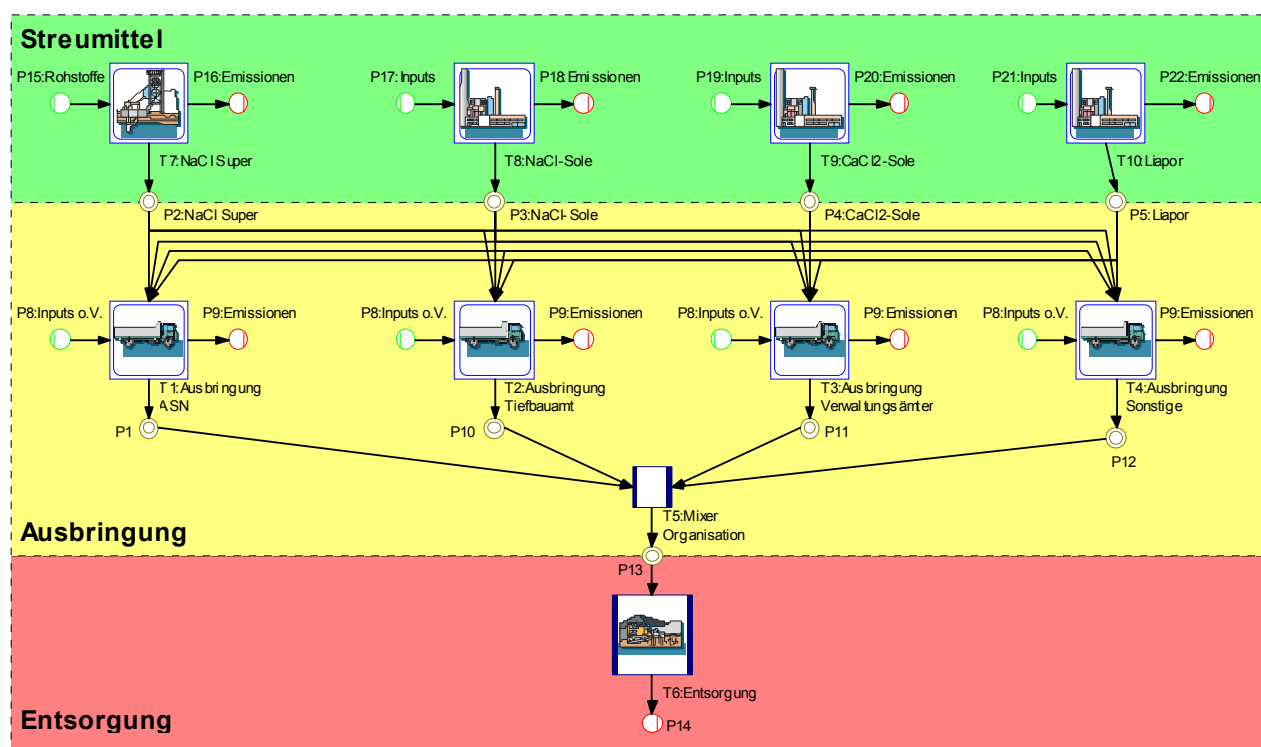 Streumittel
P15:Rohstoffe
P16:Emissionen
P17:Inputs
P18:Emissionen
P19:Inputs
P20:Emissionen
P21:Inputs
P22:Emissionen
T7:NaCl Super
T8:NaCl-Sole
T9:CaCl2-Sole
T10:Liapor
P2:NaCl Super
P3:NaCl-Sole
P4:CaCl2-Sole
P5:Liapor
P8:Inputs o.V.
P9:Emissionen
P8:Inputs o.V.
P9:Emissionen
P8:Inputs o.V.
P9:Emissionen
P8:Inputs o.V.
P9:Emissionen
T1:Ausbringung
ASN
T2:Ausbringung
Tiefbauamt
T3:Ausbringung
Verwaltungsämter
T4:Ausbringung
Sonstige
P1
P10
P11
P12
T5:Mixer
Organisation
Ausbringung
P13
T6:Entsorgung
P14
Entsorgung